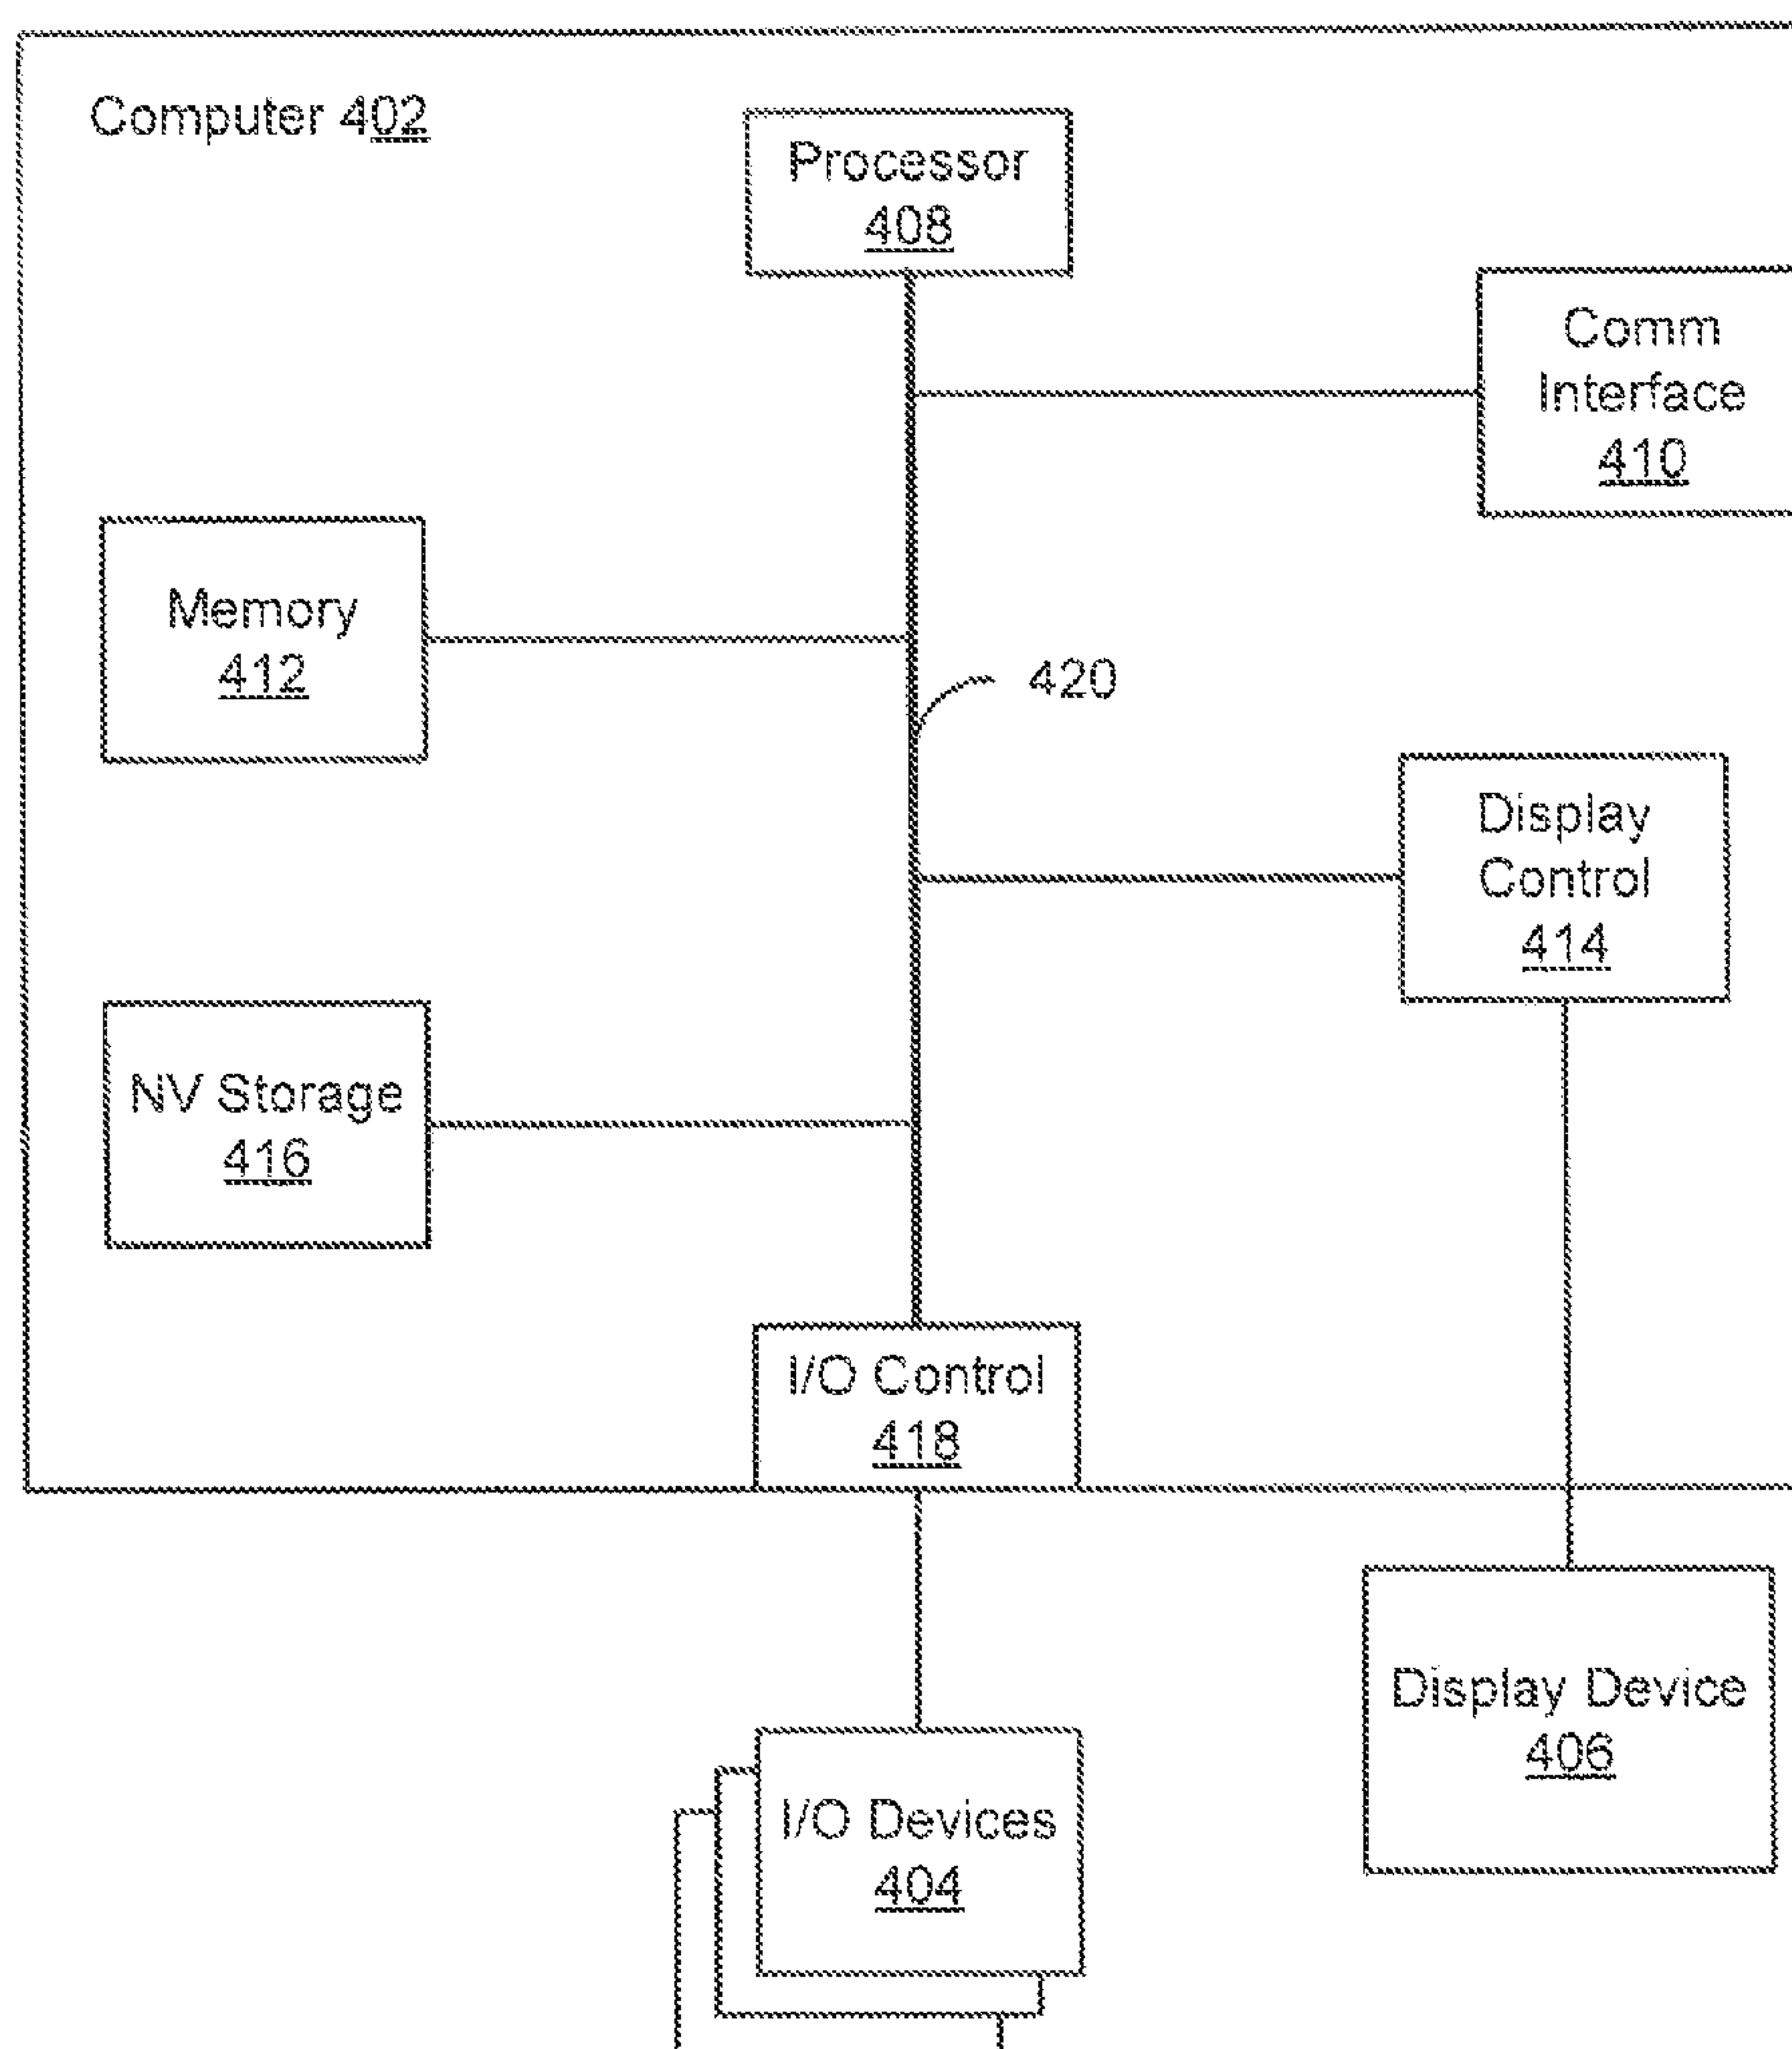 Computer 402
Processor
408
Comm
Interface
410
Memory
412
420
Display
Control
414
NV Storage
416
I/O Control
418
Display Device
406
I/O Devices
404